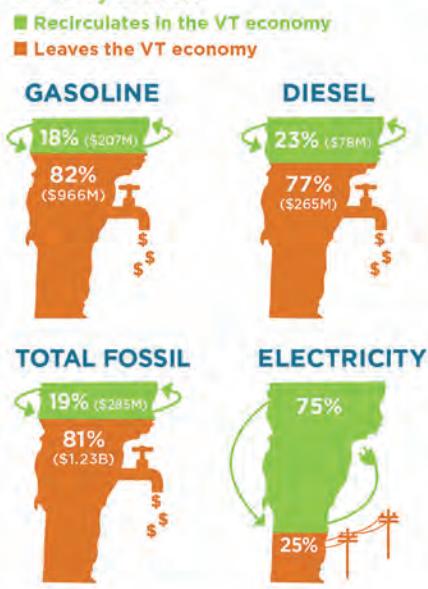 Recirculates in the VT economy
Leaves the VT economy
GASOLINE
18% ($207M)
82%
($966M)
$
$
$
DIESEL
23% ($78M)
77%
($265M)
$
$
$
TOTAL FOSSIL
19% ($285M)
81%
($1.23B)
$
$
$
ELECTRICITY
75%
25%